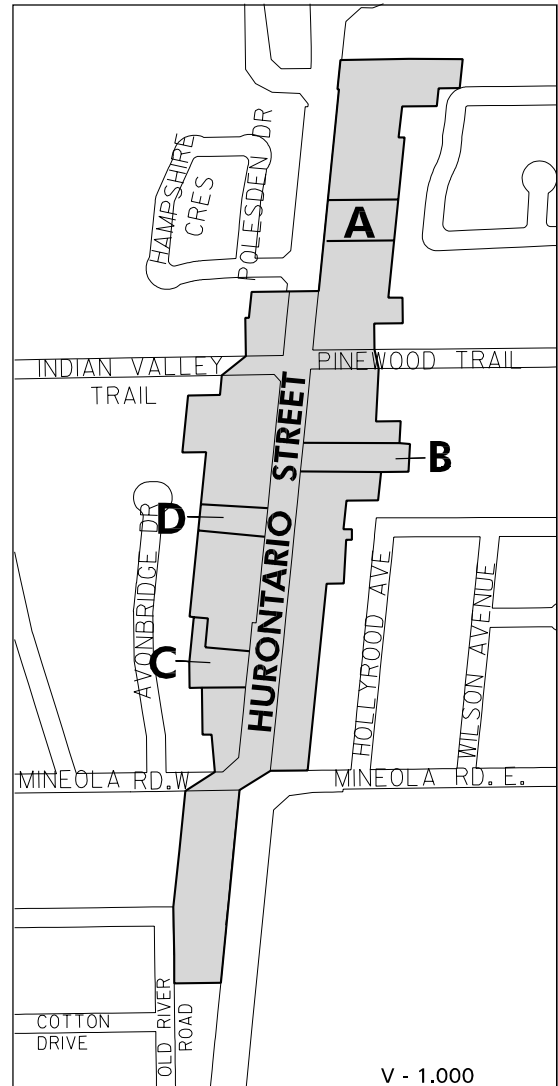 HAMPSHIRE
CRES
POLESDEN DR
A
INDIAN VALLEY
TRAIL
PINEWOOD TRAIL
HURONTARIO STREET
B
D
AVONBRIDGE DR
C
HOLLYROOD AVE
WILSON AVENUE
MINEOLA RD.W
MINEOLA RD. E.
COTTON
DRIVE
OLD RIVER
ROAD
V - 1.000